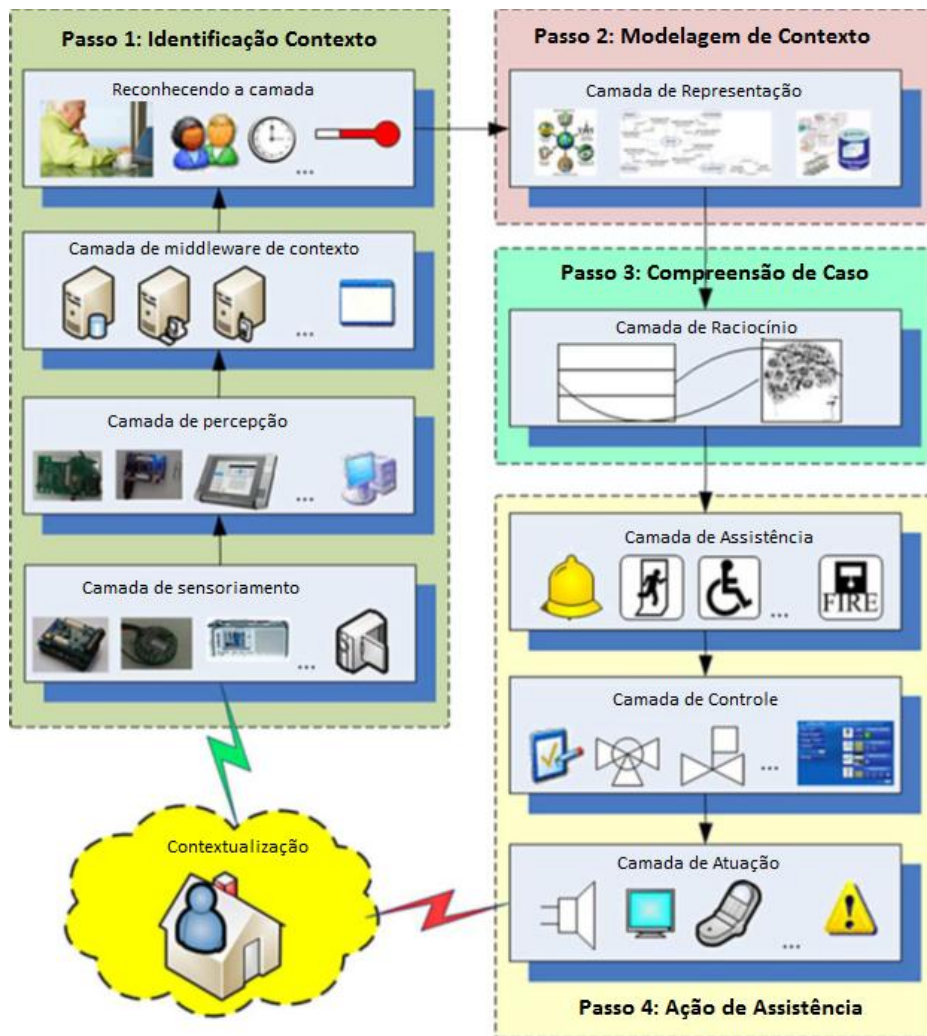 Passo 1: Identificação Contexto
Reconhecendo a camada
...
Camada de middleware de contexto
...
Camada de percepção
...
Camada de sensoriamento
...
Contextualização
Passo 2: Modelagem de Contexto
Camada de Representação
Passo 3: Compreensão de Caso
Camada de Raciocínio
Camada de Assistência
...
FIRE
Camada de Controle
...
Camada de Atuação
...
Passo 4: Ação de Assistência